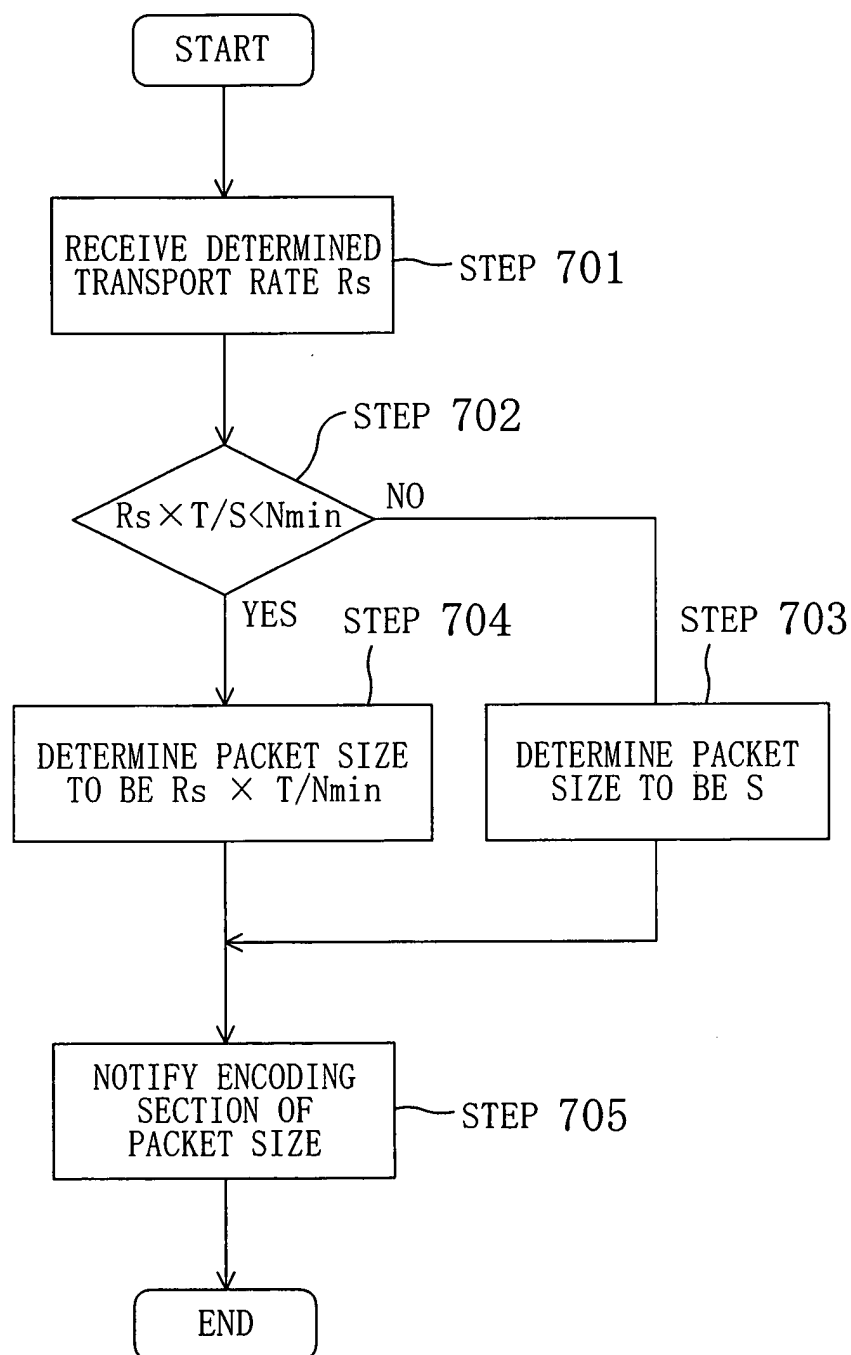 START
RECEIVE DETERMINED
TRANSPORT RATE Rs
STEP 701
STEP 702
Rs×T/S<Nmin
NO
YES
STEP 704
STEP 703
DETERMINE PACKET SIZE
TO BE Rs × T/Nmin
DETERMINE PACKET
SIZE TO BE S
NOTIFY ENCODING
SECTION OF
PACKET SIZE
STEP 705
END